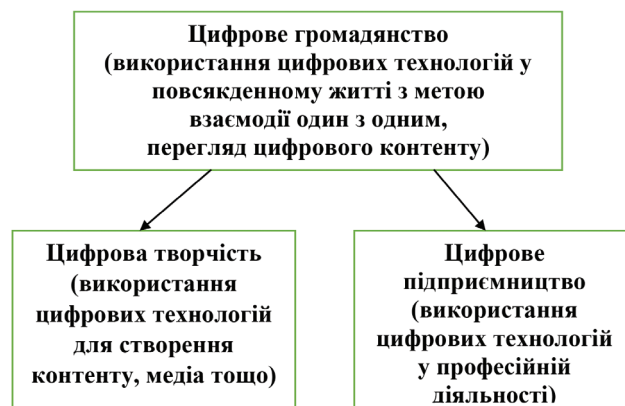 Цифрове громадянство
(використання цифрових технологій у
повсякденному житті з метою
взаємодії один з одним,
перегляд цифрового контенту)
Цифрова творчість
(використання
цифрових технологій
для створення
контенту, медіа тощо)
Цифрове
підприємництво
(використання
цифрових технологій
у професійній
діяльності)